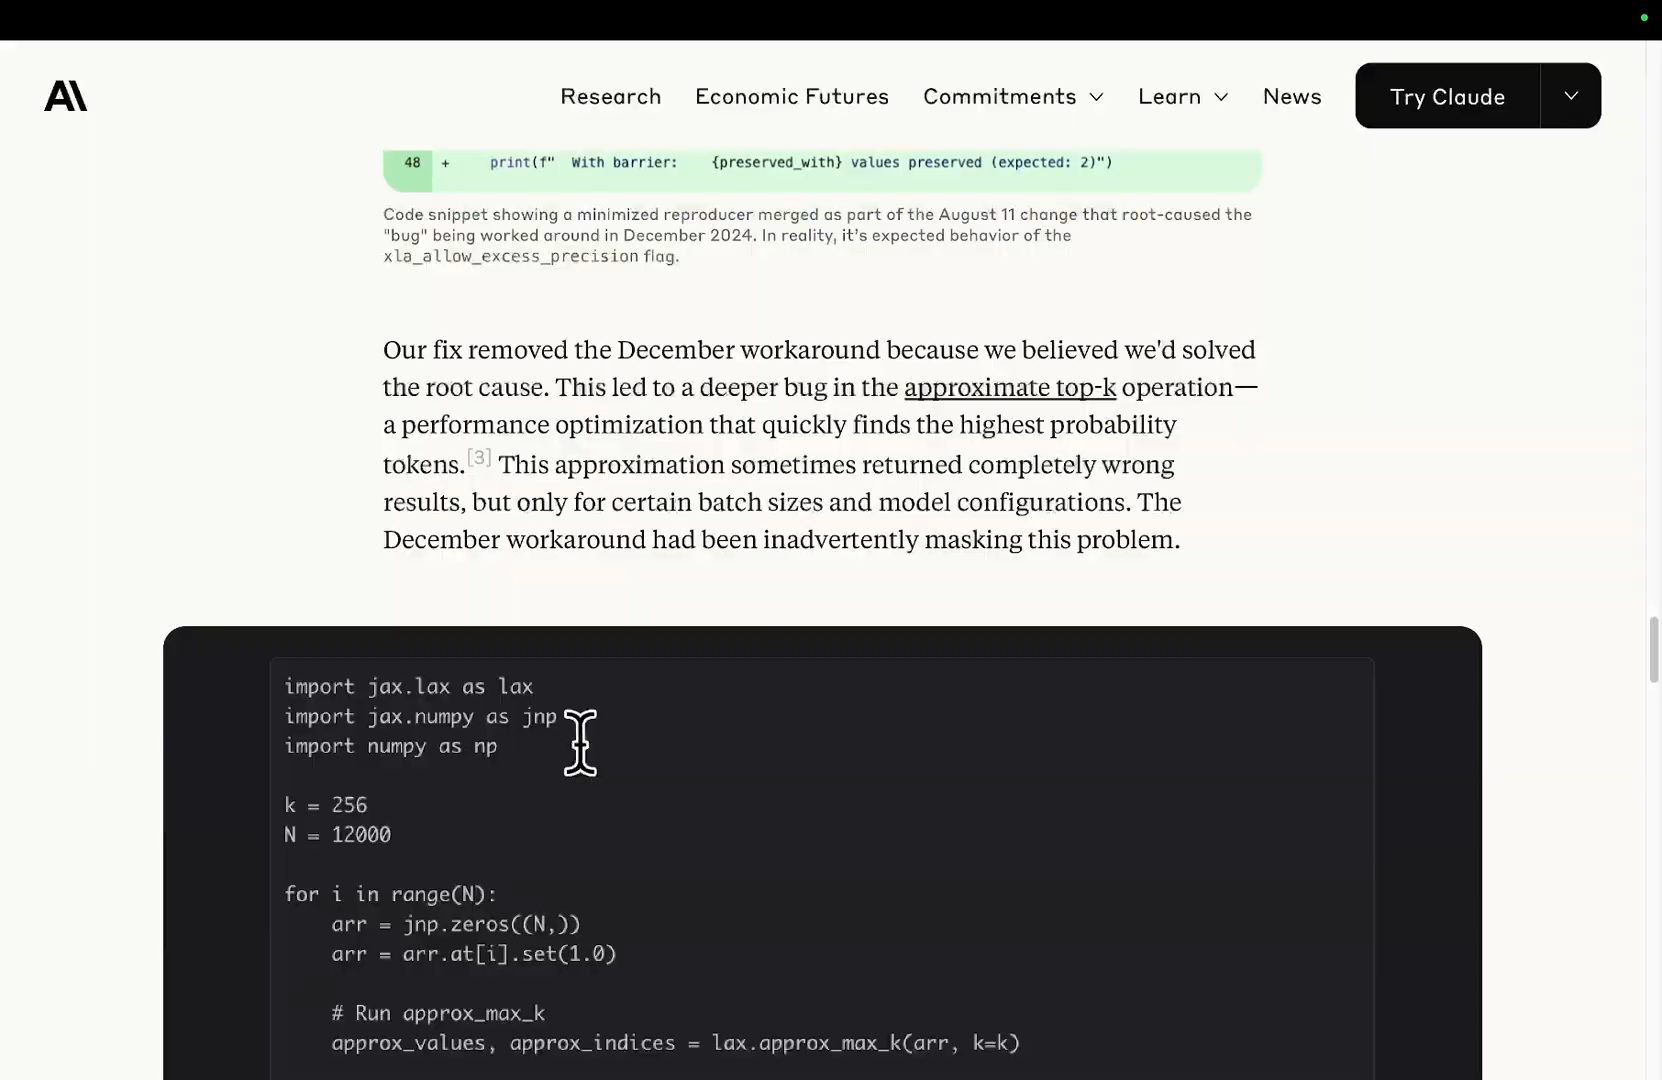 Research Economic Futures Commitments Learn News Try Claude
48 + print(f" With barrier: {preserved_with} values preserved (expected: 2)")
Code snippet showing a minimized reproducer merged as part of the August 11 change that root-caused the
"bug" being worked around in December 2024. In reality, it's expected behavior of the
xla_allow_excess_precision flag.
Our fix removed the December workaround because we believed we'd solved
the root cause. This led to a deeper bug in the approximate top-k operation—
a performance optimization that quickly finds the highest probability
tokens.[3] This approximation sometimes returned completely wrong
results, but only for certain batch sizes and model configurations. The
December workaround had been inadvertently masking this problem.
import jax.lax as lax
import jax.numpy as jnp
import numpy as np
k = 256
N = 12000
for i in range(N):
    arr = jnp.zeros((N,))
    arr = arr.at[i].set(1.0)
    # Run approx_max_k
    approx_values, approx_indices = lax.approx_max_k(arr, k=k)